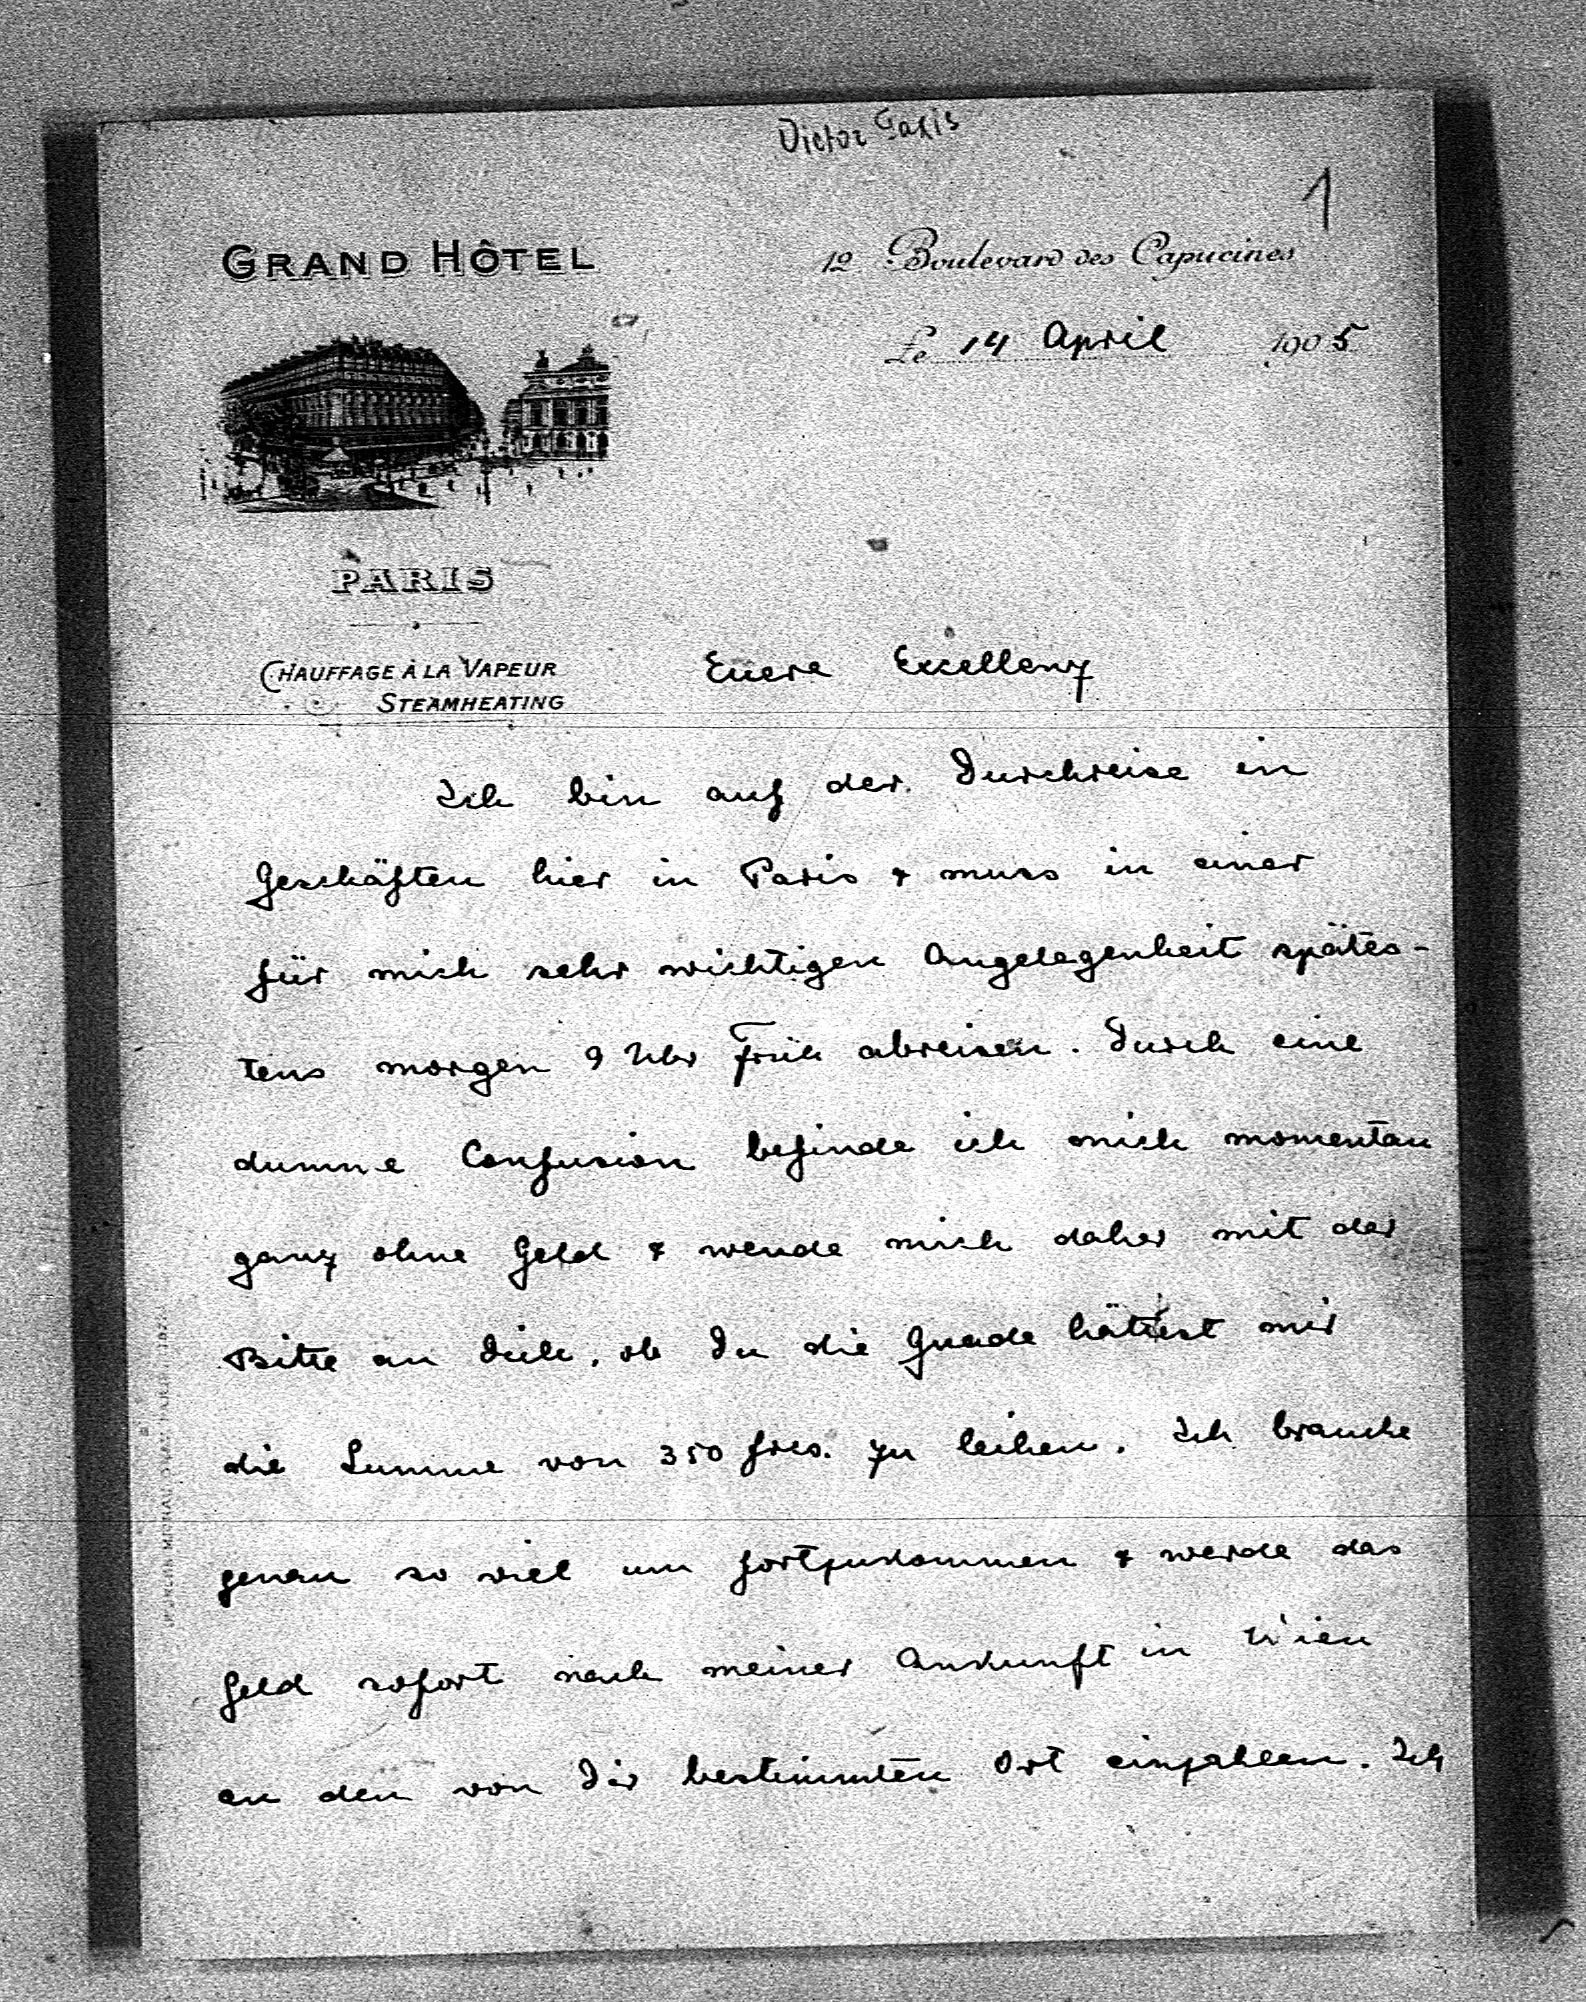 Victor Taxis
1
GRAND HÔTEL
12 Boulevard des Capucines
Le 14 April 1905
PARIS
CHAUFFAGE À LA VAPEUR
STEAMHEATING
Euere Excellenz
Ich bin auf der Durchreise in
Geschäften hier in Paris & muss in einer
für mich sehr wichtigen Angelegenheit spätes-
tens morgen 9 Uhr Früh abreisen. Durch eine
dumme Confusion befinde ich mich momentan
ganz ohne Geld & wende mich daher mit der
Bitte an Dich, ob Du die Gnade hättest mir
die Summe von 350 frcs. zu leihen. Ich brauche
genau so viel um fortzukommen & werde das
Geld sofort nach meiner Ankunft in Wien
an den von Dir bestimmten Ort einzahlen. Ich